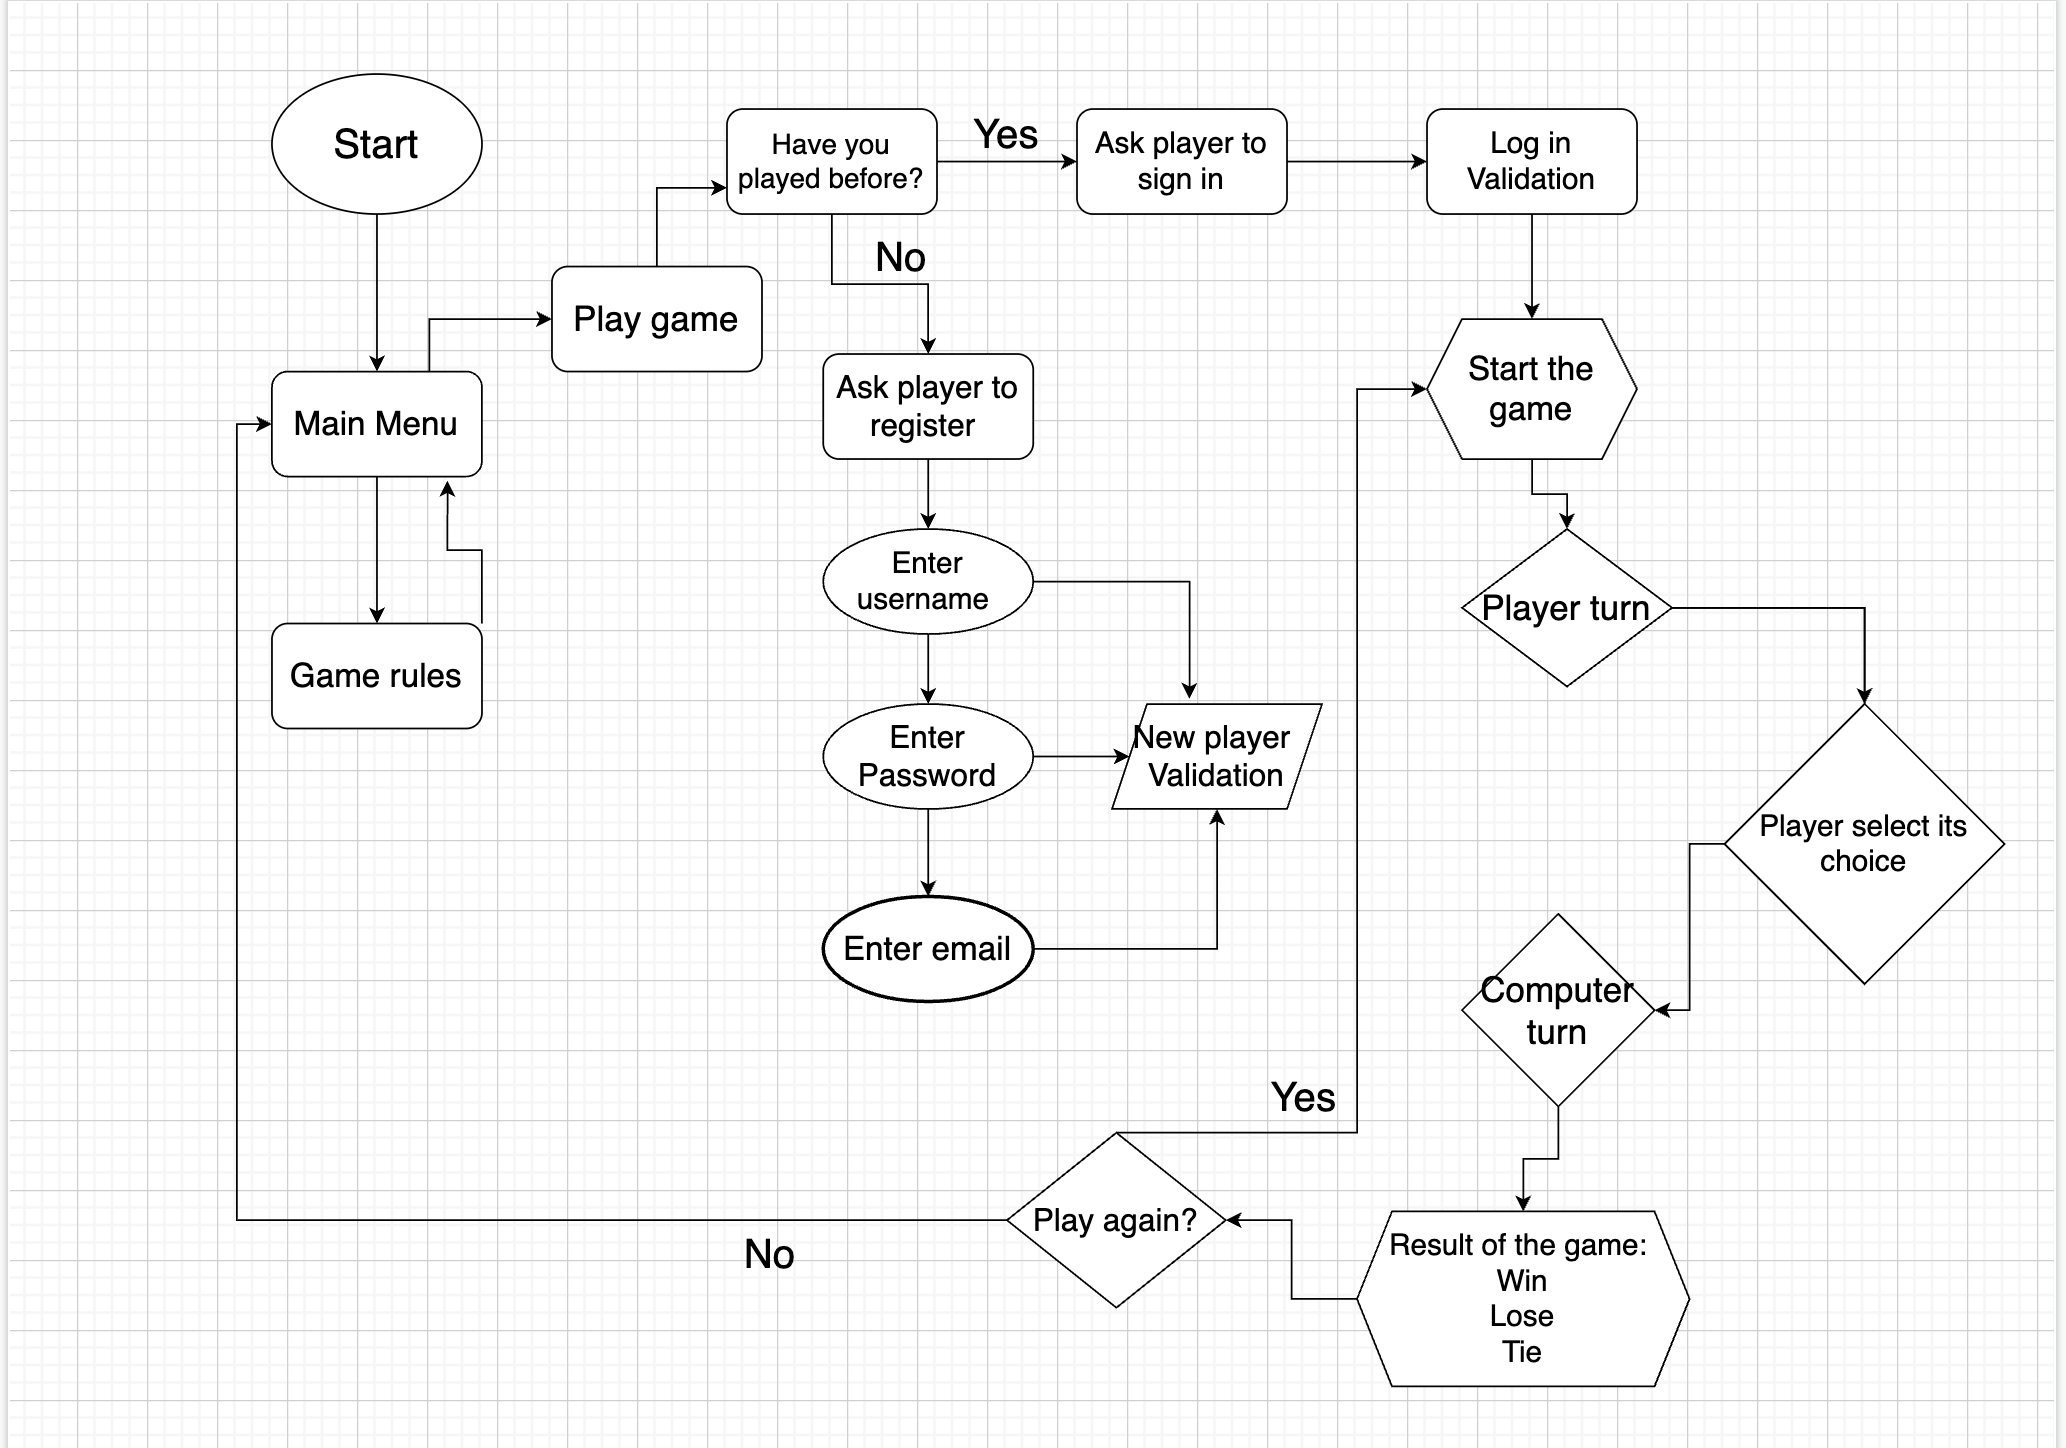 Start
Main Menu
Game rules
Play game
Have you
played before?
Yes
Ask player to
sign in
Log in
Validation
No
Ask player to
register
Enter
username
Enter
Password
Enter email
New player
Validation
Start the
game
Player turn
Player select its
choice
Computer
turn
Result of the game:
Win
Lose
Tie
Play again?
Yes
No